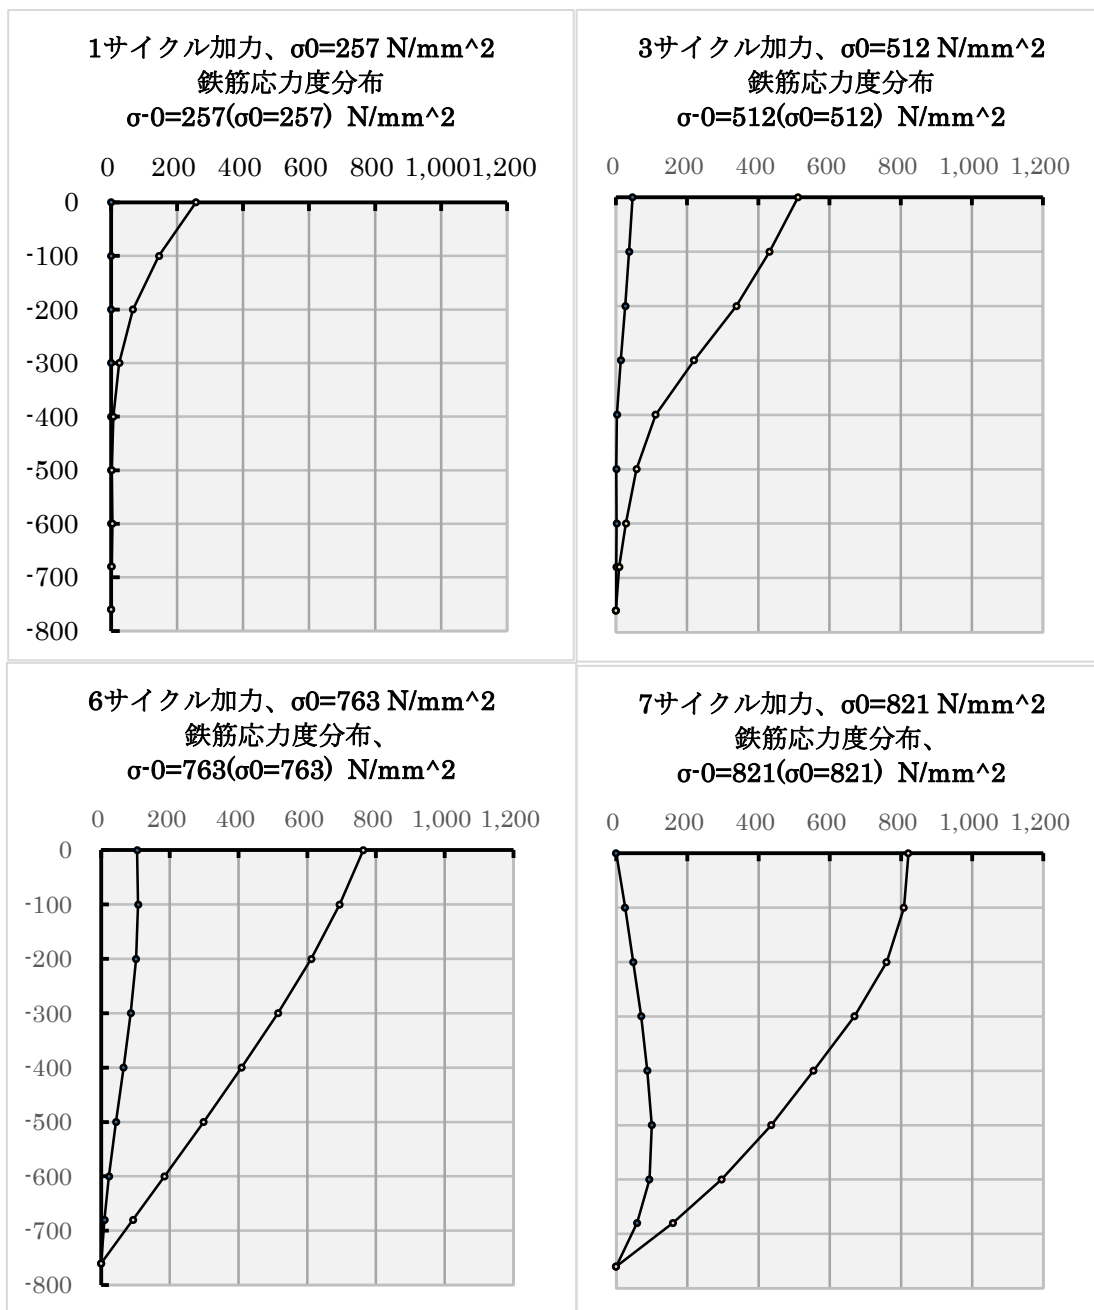 1サイクル加力、σ0=257 N/mm^2
鉄筋応力度分布
σ-0=257(σ0=257) N/mm^2
0 200 400 600 800 1,000 1,200
0
-100
-200
-300
-400
-500
-600
-700
-800
3サイクル加力、σ0=512 N/mm^2
鉄筋応力度分布
σ-0=512(σ0=512) N/mm^2
0 200 400 600 800 1,000 1,200
6サイクル加力、σ0=763 N/mm^2
鉄筋応力度分布、
σ-0=763(σ0=763) N/mm^2
0 200 400 600 800 1,000 1,200
0
-100
-200
-300
-400
-500
-600
-700
-800
7サイクル加力、σ0=821 N/mm^2
鉄筋応力度分布、
σ-0=821(σ0=821) N/mm^2
0 200 400 600 800 1,000 1,200